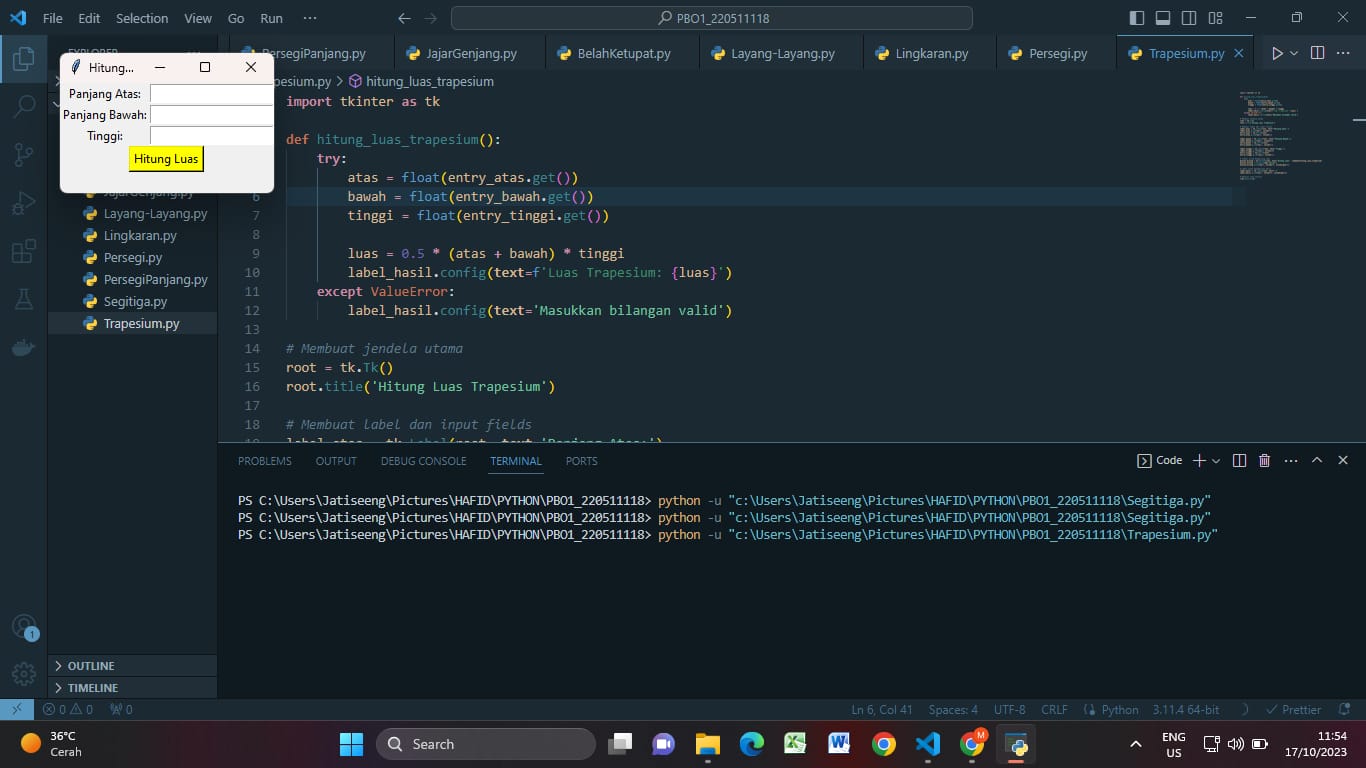 File Edit Selection View Go Run ···
PBO1_220511118
EXPLORER
PersegiPanjang.py
JajarGenjang.py
BelahKetupat.py
Layang-Layang.py
Lingkaran.py
Persegi.py
Trapesium.py
Hitung...
Panjang Atas:
Panjang Bawah:
Tinggi:
Hitung Luas
JajarGenjang.py
Layang-Layang.py
Lingkaran.py
Persegi.py
PersegiPanjang.py
Segitiga.py
Trapesium.py
OUTLINE
TIMELINE
pesium.py > hitung_luas_trapesium
import tkinter as tk
def hitung_luas_trapesium():
try:
atas = float(entry_atas.get())
6 bawah = float(entry_bawah.get())
7 tinggi = float(entry_tinggi.get())
8
9 luas = 0.5 * (atas + bawah) * tinggi
10 label_hasil.config(text=f'Luas Trapesium: {luas}')
11 except ValueError:
12 label_hasil.config(text='Masukkan bilangan valid')
13
14 # Membuat jendela utama
15 root = tk.Tk()
16 root.title('Hitung Luas Trapesium')
17
18 # Membuat label dan input fields
19 label_atas = tk.Label(root, text='Panjang Atas:')
PROBLEMS OUTPUT DEBUG CONSOLE TERMINAL PORTS
Code
PS C:\Users\Jatiseeng\Pictures\HAFID\PYTHON\PBO1_220511118> python -u "c:\Users\Jatiseeng\Pictures\HAFID\PYTHON\PBO1_220511118\Segitiga.py"
PS C:\Users\Jatiseeng\Pictures\HAFID\PYTHON\PBO1_220511118> python -u "c:\Users\Jatiseeng\Pictures\HAFID\PYTHON\PBO1_220511118\Segitiga.py"
PS C:\Users\Jatiseeng\Pictures\HAFID\PYTHON\PBO1_220511118> python -u "c:\Users\Jatiseeng\Pictures\HAFID\PYTHON\PBO1_220511118\Trapesium.py"
1
0 0 0
Ln 6, Col 41 Spaces: 4 UTF-8 CRLF Python 3.11.4 64-bit Prettier
36°C
Cerah
Search
M
ENG
US
11:54
17/10/2023